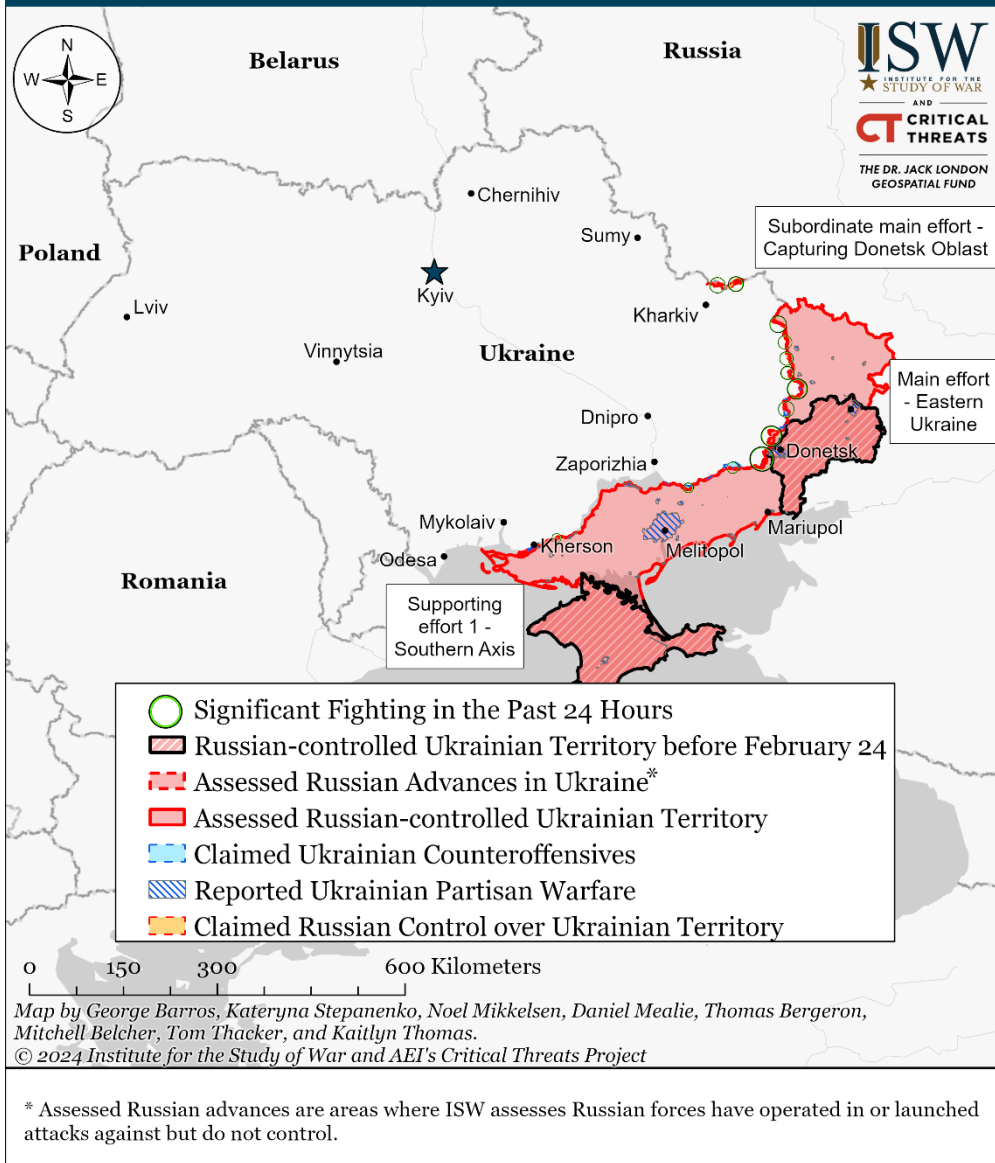 N
W E
S
Belarus
Russia
ISW
INSTITUTE FOR THE
STUDY OF WAR
AND
CT CRITICAL
THREATS
THE DR. JACK LONDON
GEOSPATIAL FUND
Chernihiv
Subordinate main effort -
Capturing Donetsk Oblast
Sumy
Poland
Kyiv
Lviv
Kharkiv
Vinnytsia
Ukraine
Main effort
- Eastern
Ukraine
Dnipro
Donetsk
Zaporizhia
Mykolaiv
Mariupol
Kherson
Melitopol
Odesa
Romania
Supporting
effort 1 -
Southern Axis
Significant Fighting in the Past 24 Hours
Russian-controlled Ukrainian Territory before February 24
Assessed Russian Advances in Ukraine*
Assessed Russian-controlled Ukrainian Territory
Claimed Ukrainian Counteroffensives
Reported Ukrainian Partisan Warfare
Claimed Russian Control over Ukrainian Territory
0 150 300 600 Kilometers
Map by George Barros, Kateryna Stepanenko, Noel Mikkelsen, Daniel Mealie, Thomas Bergeron,
Mitchell Belcher, Tom Thacker, and Kaitlyn Thomas.
© 2024 Institute for the Study of War and AEI's Critical Threats Project
* Assessed Russian advances are areas where ISW assesses Russian forces have operated in or launched
attacks against but do not control.